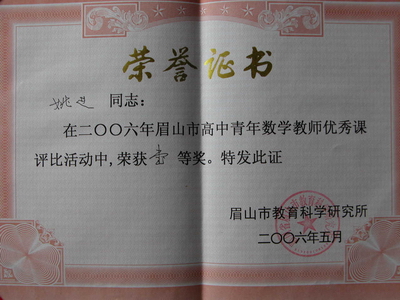 荣誉证书
姚 同志：
在二〇〇六年眉山市高中青年数学教师优秀课
评比活动中，荣获壹等奖。特发此证
眉山市教育科学研究所
二〇〇六年五月